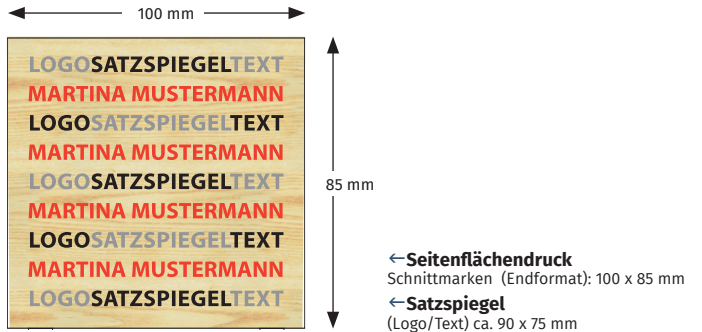 100 mm
LOGOSATZSPIEGELTEXT
MARTINA MUSTERMANN
LOGOSATZSPIEGELTEXT
MARTINA MUSTERMANN
LOGOSATZSPIEGELTEXT
MARTINA MUSTERMANN
LOGOSATZSPIEGELTEXT
MARTINA MUSTERMANN
LOGOSATZSPIEGELTEXT
85 mm
←Seitenflächendruck
Schnittmarken (Endformat): 100 x 85 mm
←Satzspiegel
(Logo/Text) ca. 90 x 75 mm